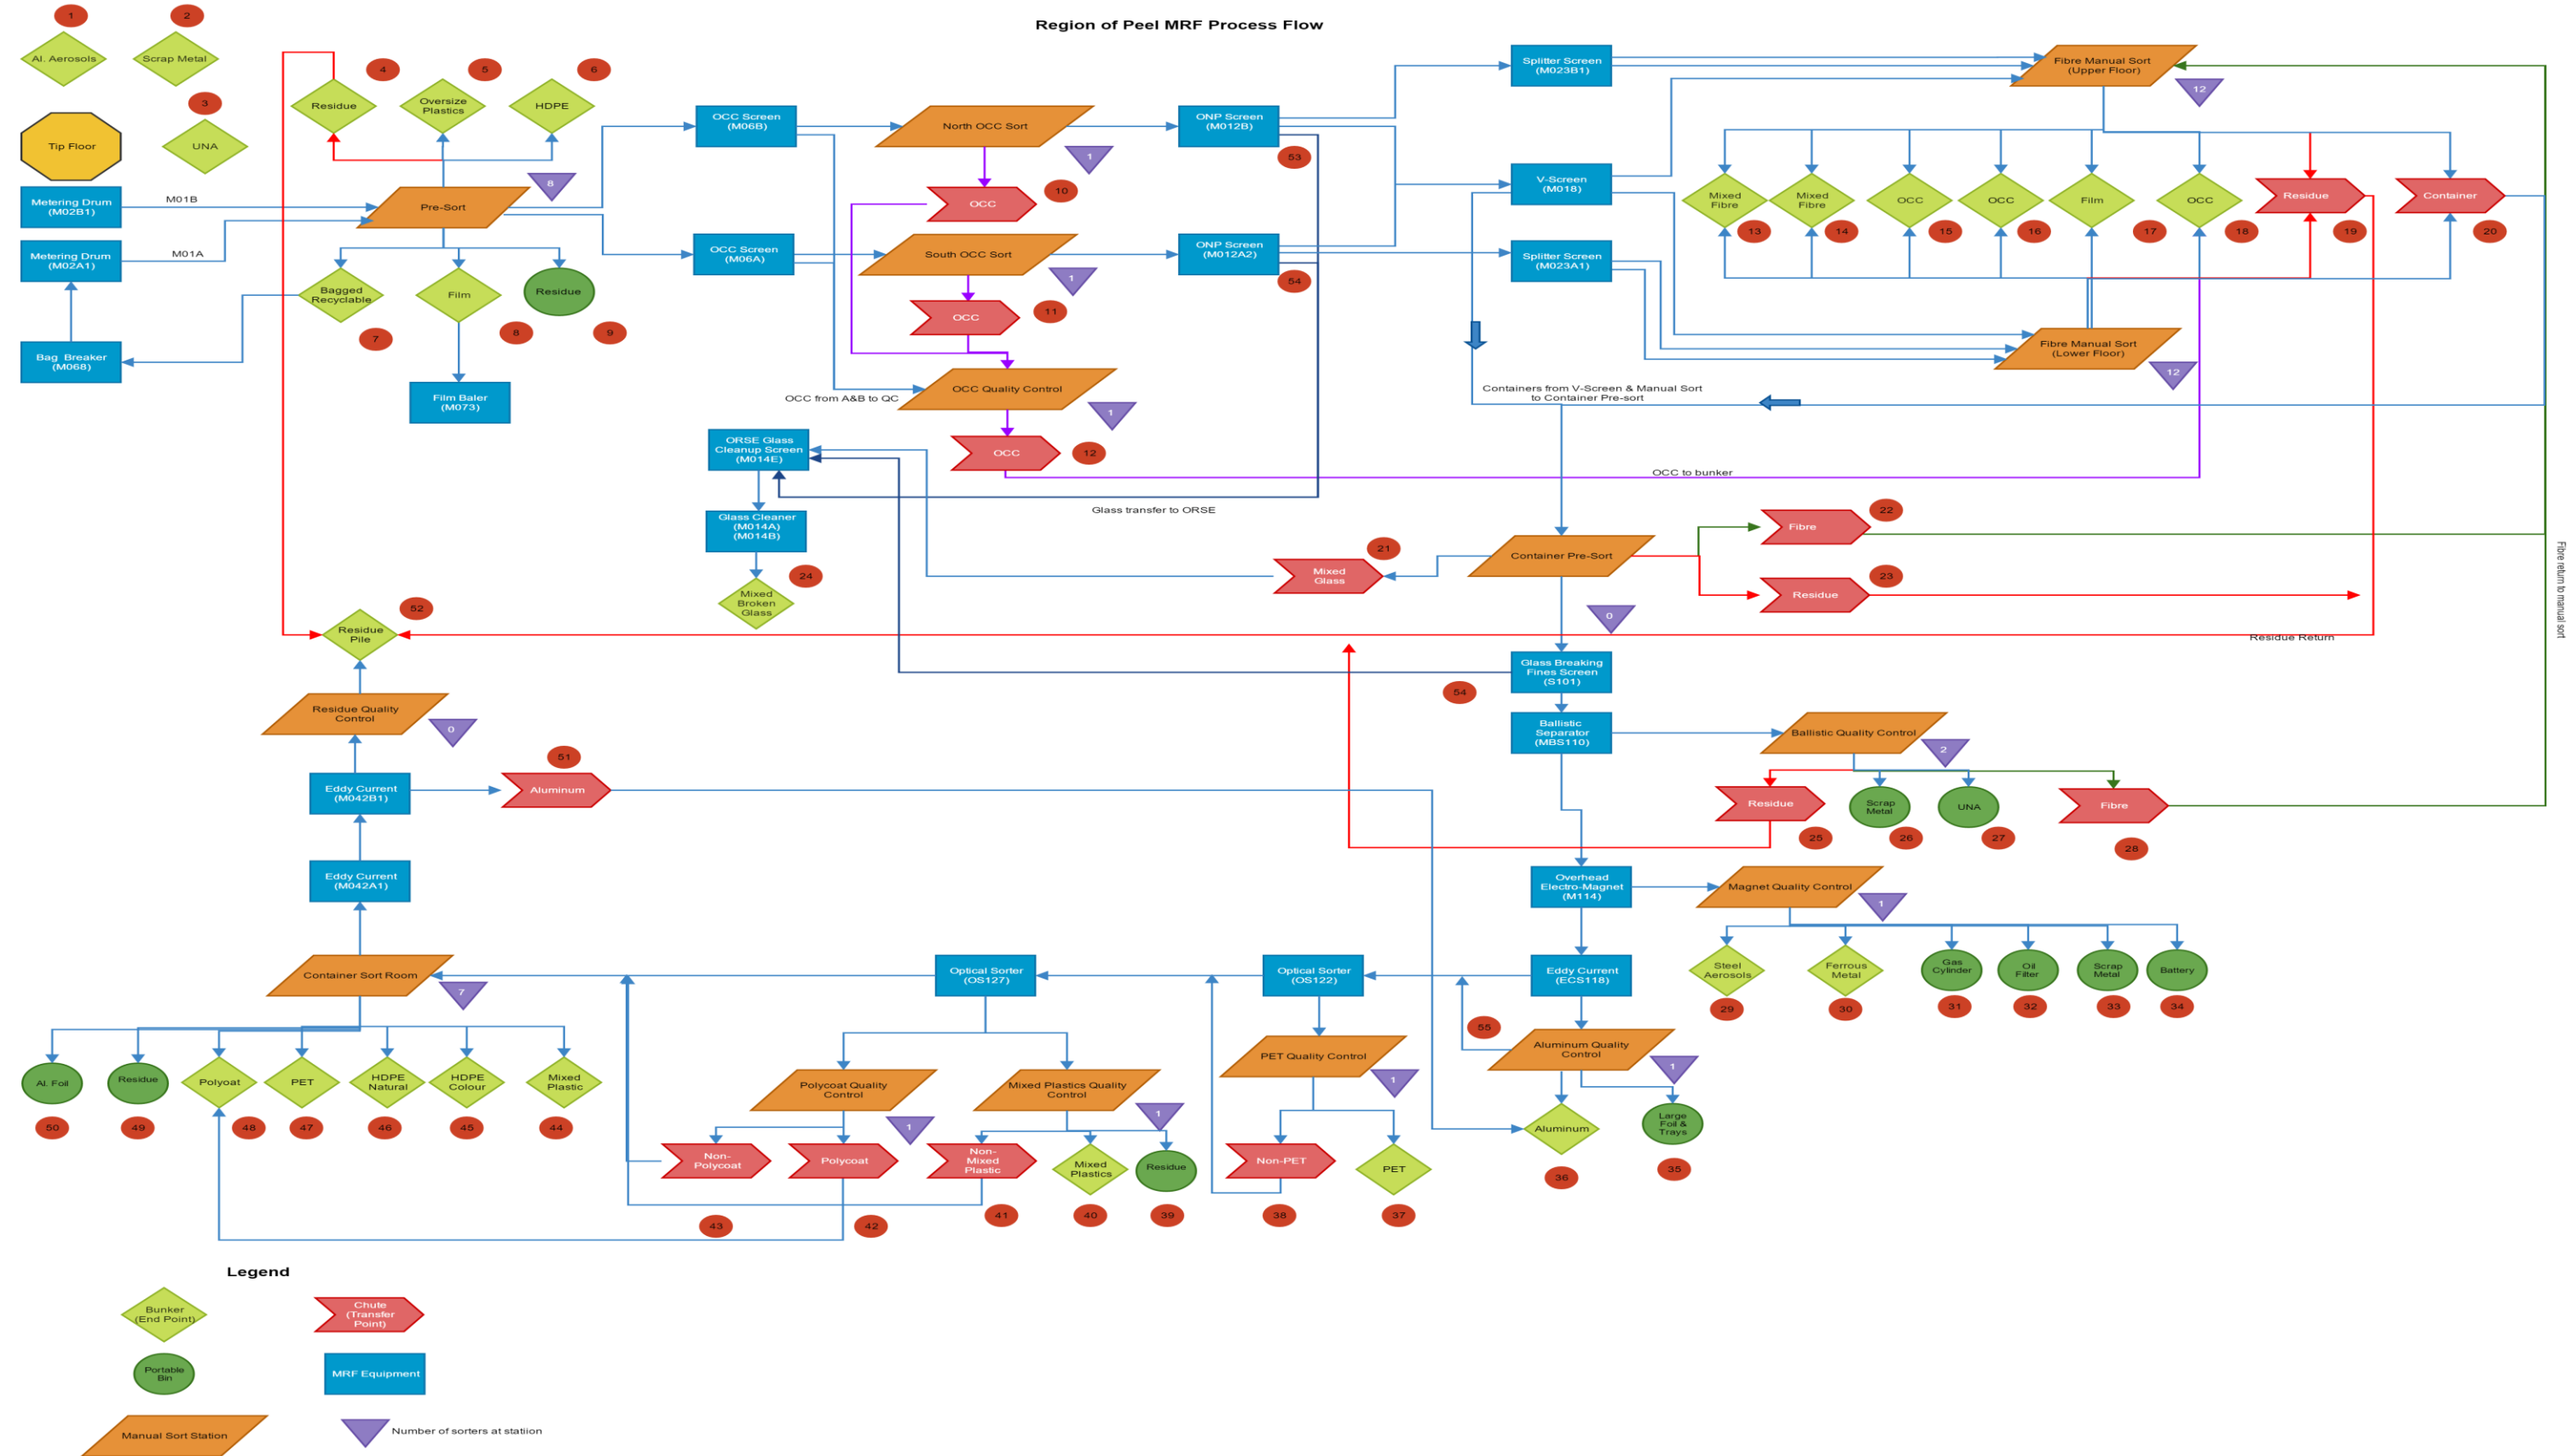 Region of Peel MRF Process Flow
1
2
Al. Aerosols
Scrap Metal
3
Tip Floor
UNA
4
5
6
Residue
Oversize
Plastics
HDPE
8
Metering Drum
(M02B1)
M01B
Pre-Sort
Metering Drum
(M02A1)
M01A
Bagged
Recyclable
Film
Residue
7
8
9
Bag Breaker
(M068)
Film Baler
(M073)
OCC Screen
(M06B)
North OCC Sort
1
ONP Screen
(M012B)
53
OCC
10
OCC Screen
(M06A)
South OCC Sort
1
ONP Screen
(M012A2)
54
OCC
11
OCC Quality Control
1
OCC from A&B to QC
OCC
12
Splitter Screen
(M023B1)
V-Screen
(M018)
Splitter Screen
(M023A1)
Fibre Manual Sort
(Upper Floor)
12
Mixed
Fibre
Mixed
Fibre
OCC
OCC
Film
OCC
Residue
Container
13
14
15
16
17
18
19
20
Fibre Manual Sort
(Lower Floor)
12
Containers from V-Screen & Manual Sort
to Container Pre-sort
OCC to bunker
ORSE Glass
Cleanup Screen
(M014E)
Glass transfer to ORSE
Glass Cleaner
(M014A)
(M014B)
24
Mixed
Broken
Glass
21
Mixed
Glass
Container Pre-Sort
0
22
Fibre
23
Residue
Fibre return to manual sort
52
Residue
Pile
Residue Return
Glass Breaking
Fines Screen
(S101)
54
Residue Quality
Control
0
Ballistic
Separator
(MBS110)
Ballistic Quality Control
2
51
Eddy Current
(M042B1)
Aluminum
Residue
Scrap
Metal
UNA
Fibre
25
26
27
28
Eddy Current
(M042A1)
Overhead
Electro-Magnet
(M114)
Magnet Quality Control
1
Container Sort Room
7
Optical Sorter
(OS127)
Optical Sorter
(OS122)
Eddy Current
(ECS118)
Steel
Aerosols
Ferrous
Metal
Gas
Cylinder
Oil
Filter
Scrap
Metal
Battery
29
30
31
32
33
34
55
Aluminum Quality
Control
1
PET Quality Control
1
Al. Foil
Residue
Polyoat
PET
HDPE
Natural
HDPE
Colour
Mixed
Plastic
50
49
48
47
46
45
44
Polycoat Quality
Control
1
Mixed Plastics Quality
Control
1
Aluminum
Large
Foil &
Trays
36
35
Non-
Polycoat
Polycoat
Non-
Mixed
Plastic
Mixed
Plastics
Residue
Non-PET
PET
43
42
41
40
39
38
37
Legend
Bunker
(End Point)
Chute
(Transfer
Point)
Portable
Bin
MRF Equipment
Manual Sort Station
Number of sorters at statiion